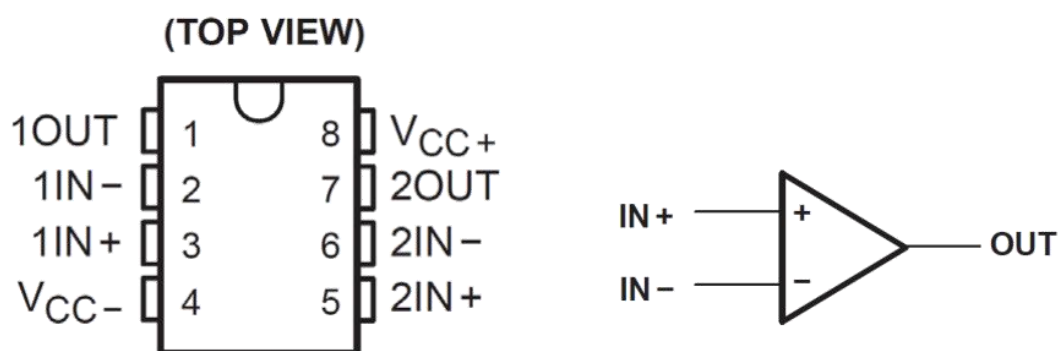 (TOP VIEW)
1OUT 1 8 VCC+
1IN− 2 7 2OUT
1IN+ 3 6 2IN−
VCC− 4 5 2IN+
IN+ +
OUT
IN− −